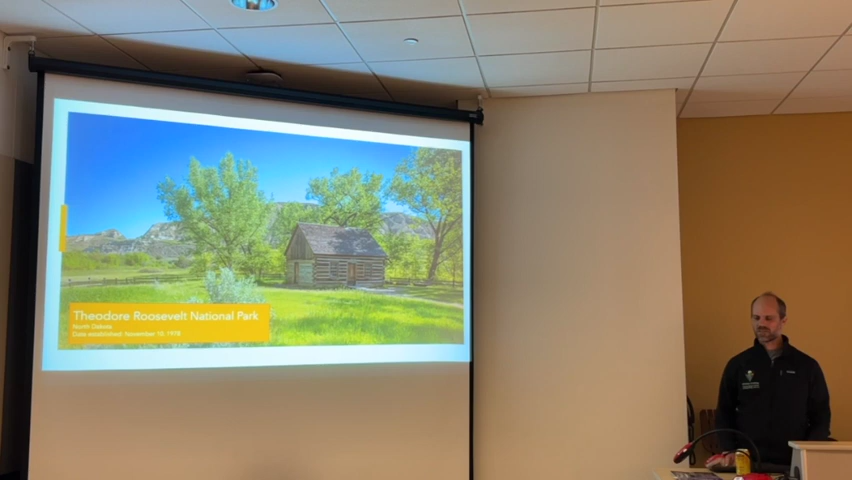 Theodore Roosevelt National Park
North Dakota
Date established: November 10, 1978